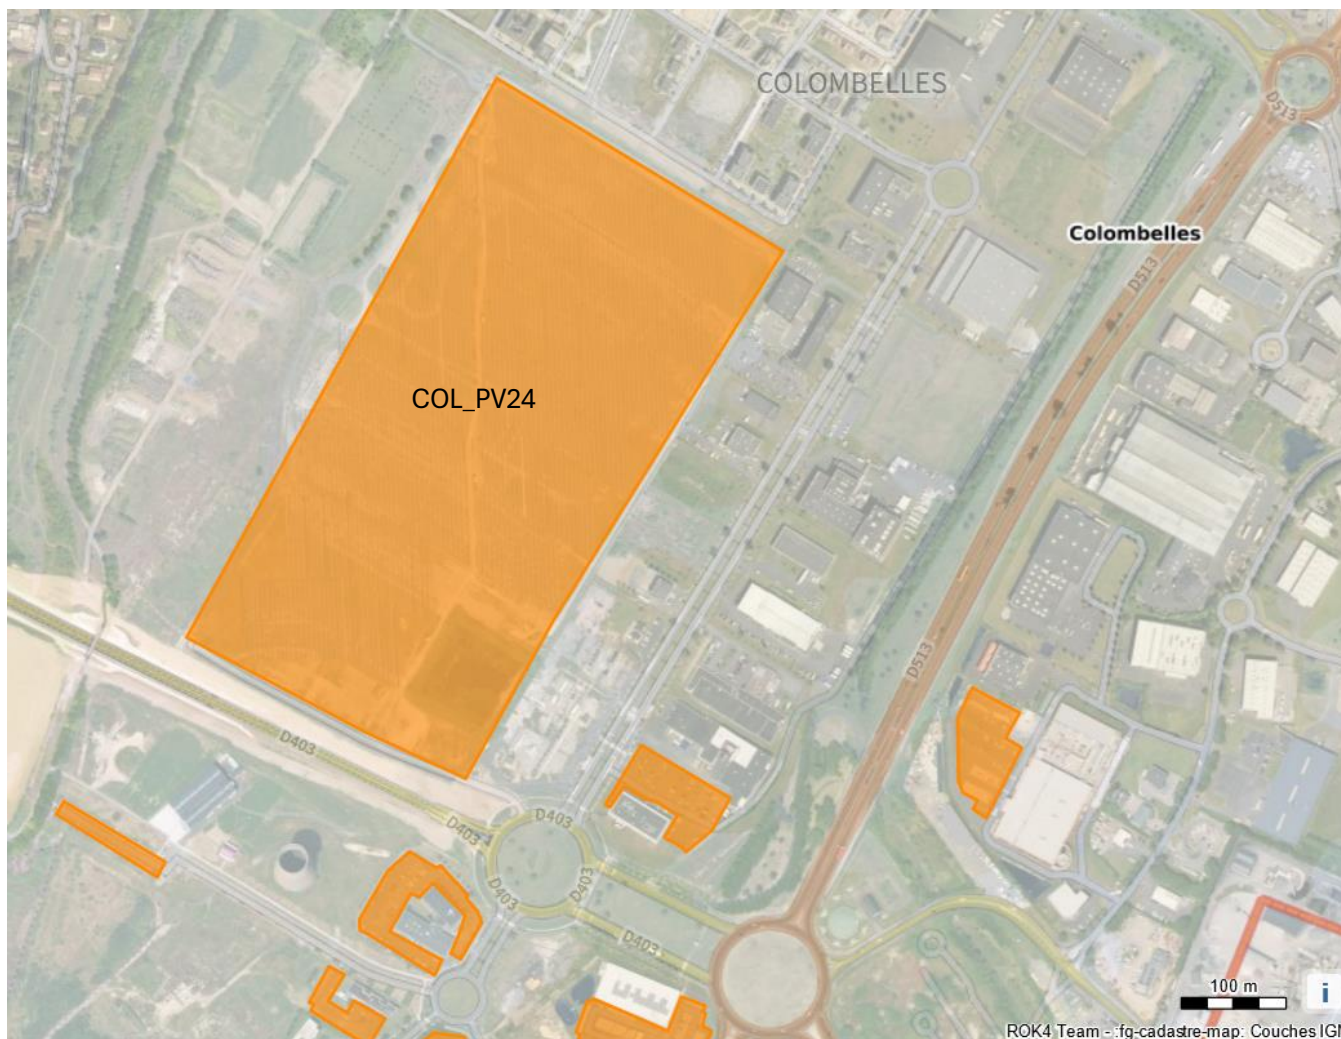 COLOMBELLES
D513
Colombelles
D513
COL_PV24
D513
D403
D403
D403
D403
D403
D403
100 m
i
ROK4 Team - :fq-cadastre-map: Couches IGN